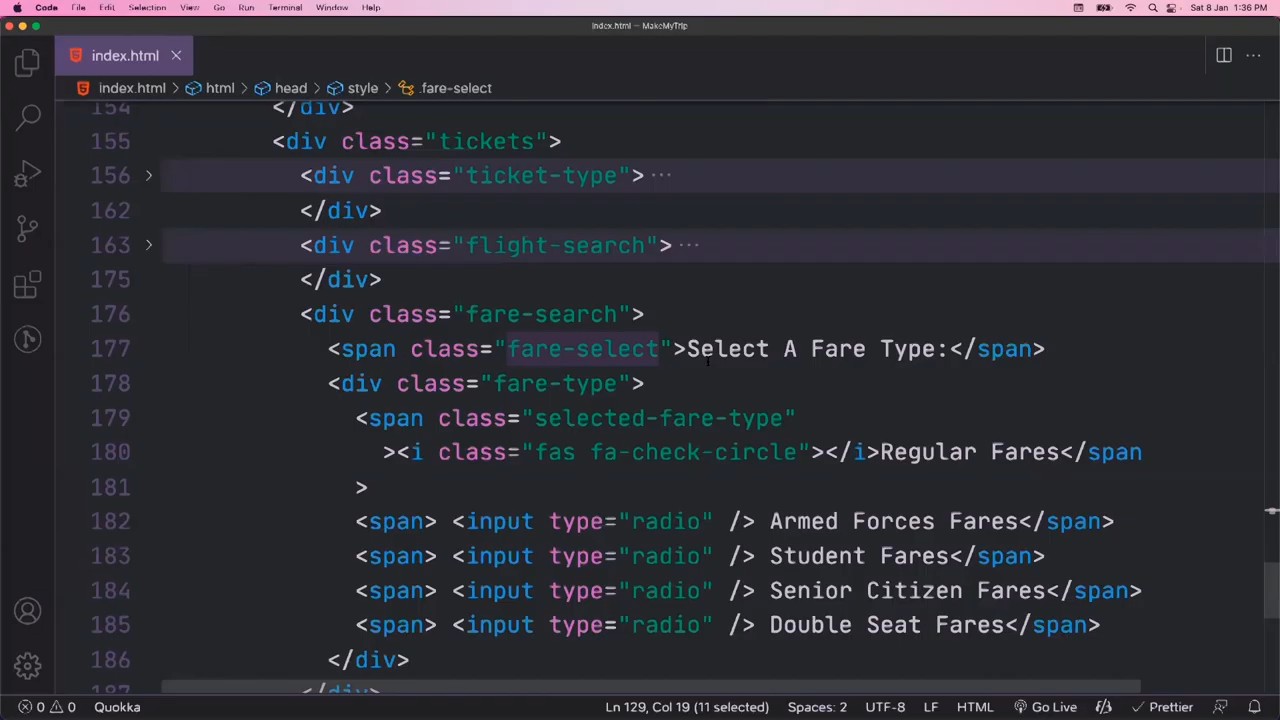 Code File Edit Selection View Go Run Terminal Window Help Sat 8 Jan 1:36 PM
index.html — MakeMyTrip
index.html
index.html > html > head > style > .fare-select
154 </div>
155 <div class="tickets">
156 <div class="ticket-type">···
162 </div>
163 <div class="flight-search">···
175 </div>
176 <div class="fare-search">
177 <span class="fare-select">Select A Fare Type:</span>
178 <div class="fare-type">
179 <span class="selected-fare-type"
180 ><i class="fas fa-check-circle"></i>Regular Fares</span
181 >
182 <span> <input type="radio" /> Armed Forces Fares</span>
183 <span> <input type="radio" /> Student Fares</span>
184 <span> <input type="radio" /> Senior Citizen Fares</span>
185 <span> <input type="radio" /> Double Seat Fares</span>
186 </div>
187 </div>
0 0 Quokka Ln 129, Col 19 (11 selected) Spaces: 2 UTF-8 LF HTML Go Live Prettier